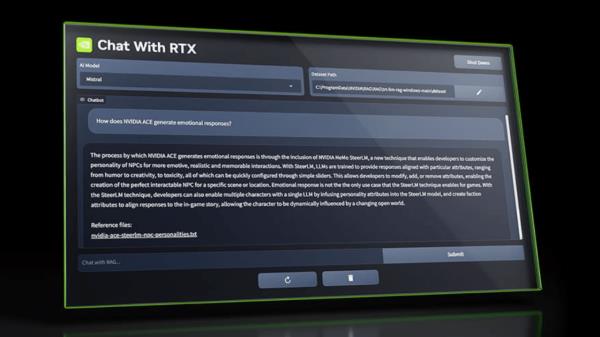 Chat With RTX
Shut Down
AI Model
Mistral
Dataset Path
Chatbot
How does NVIDIA ACE generate emotional responses?
The process by which NVIDIA ACE generates emotional responses is through the inclusion of NVIDIA NeMo SteerLM, a new technique that enables developers to customize the
personality of NPCs for more emotive, realistic and memorable interactions. With SteerLM, LLMs are trained to provide responses aligned with particular attributes, ranging
from humor to creativity, to toxicity, all of which can be quickly configured through simple sliders. This allows developers to modify, add, or remove attributes, enabling the
creation of the perfect interactable NPC for a specific scene or location. Emotional response is not the the only use case that the SteerLM technique enables for games. With
the SteerLM technique, developers can also enable multiple characters with a single LLM by infusing personality attributes into the SteerLM model, and create faction
attributes to align responses to the in-game story, allowing the character to be dynamically influenced by a changing open world.
Reference files:
nvidia-ace-steerlm-npc-personalities.txt
Chat with RAG...
Submit